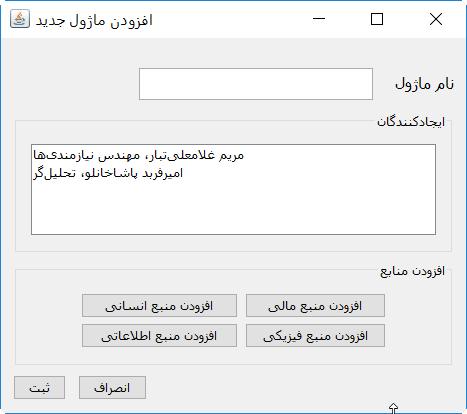 افزودن ماژول جدید
نام ماژول
ایجادکنندگان
مریم غلامعلی‌تبار، مهندس نیازمندی‌ها
امیرفربد پاشاخانلو، تحلیل‌گر
افزودن منابع
افزودن منبع مالی
افزودن منبع انسانی
افزودن منبع فیزیکی
افزودن منبع اطلاعاتی
انصراف
ثبت